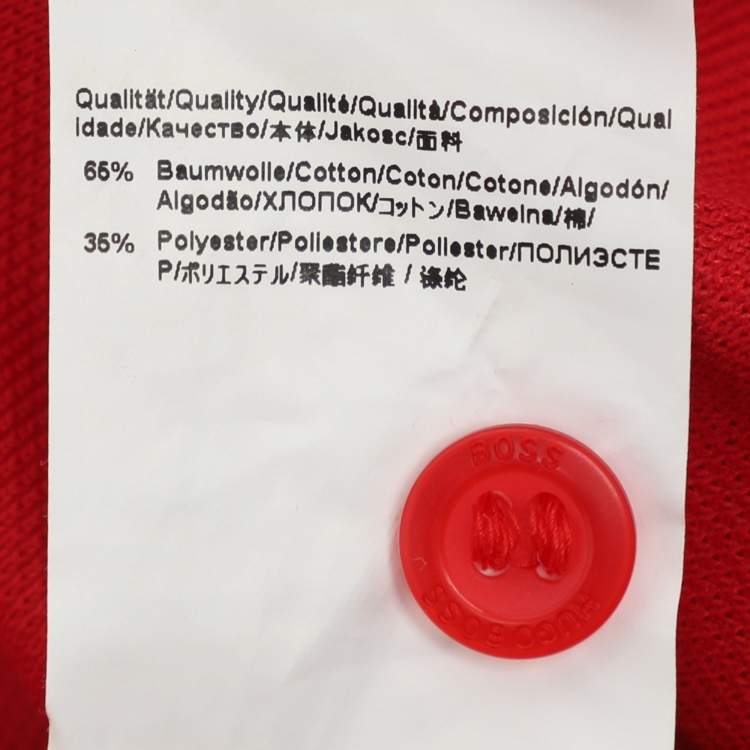 Qualität/Quality/Qualité/Qualità/Composición/Qual
idade/Качество/本体/Jakosc/面料
65% Baumwolle/Cotton/Coton/Cotone/Algodón/
Algodão/ХЛОПОК/コットン/Bawelna/棉/
35% Polyester/Poliestere/Poliester/ПОЛИЭСТЕ
Р/ポリエステル/聚酯纤维 / 涤纶
BOSS
HUGO BOSS